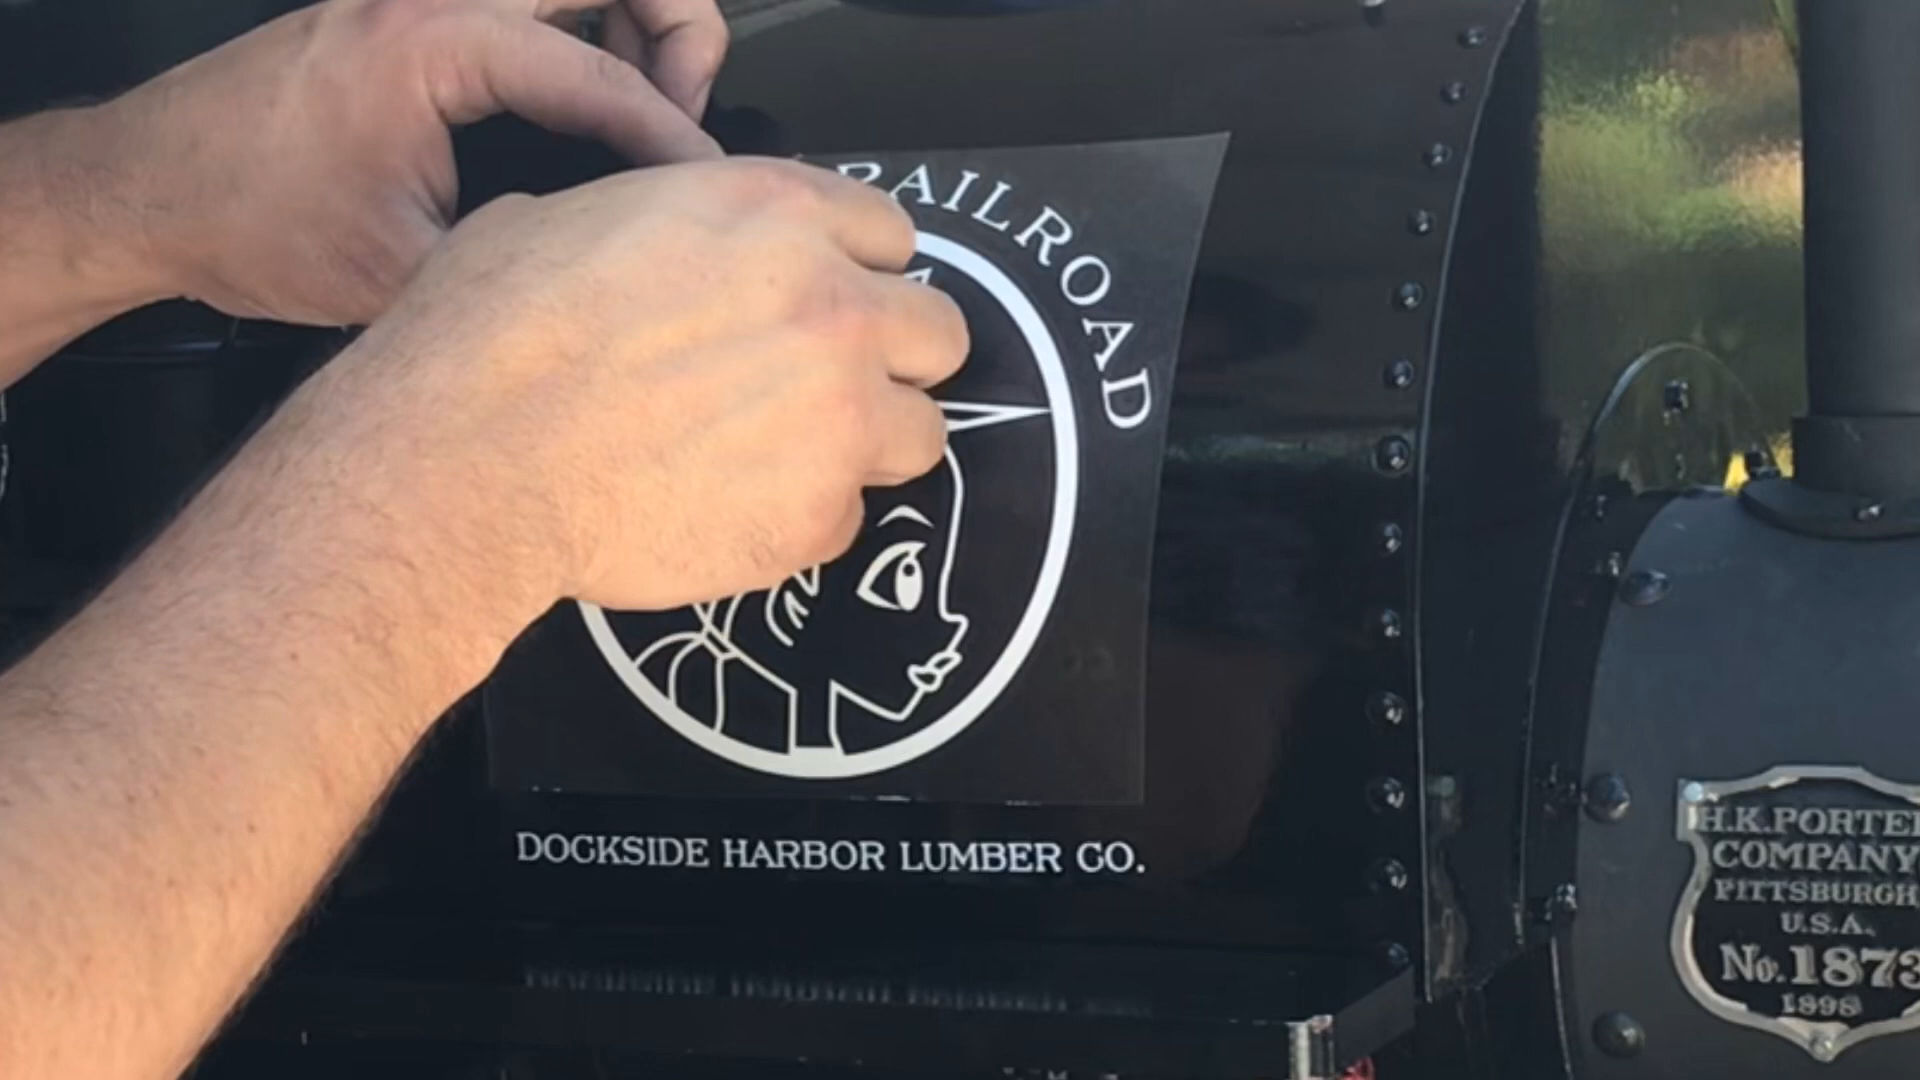 RAILROAD
DOCKSIDE HARBOR LUMBER CO.
H.K.PORTER
COMPANY
PITTSBURGH,
U.S.A.
No. 1873
1898